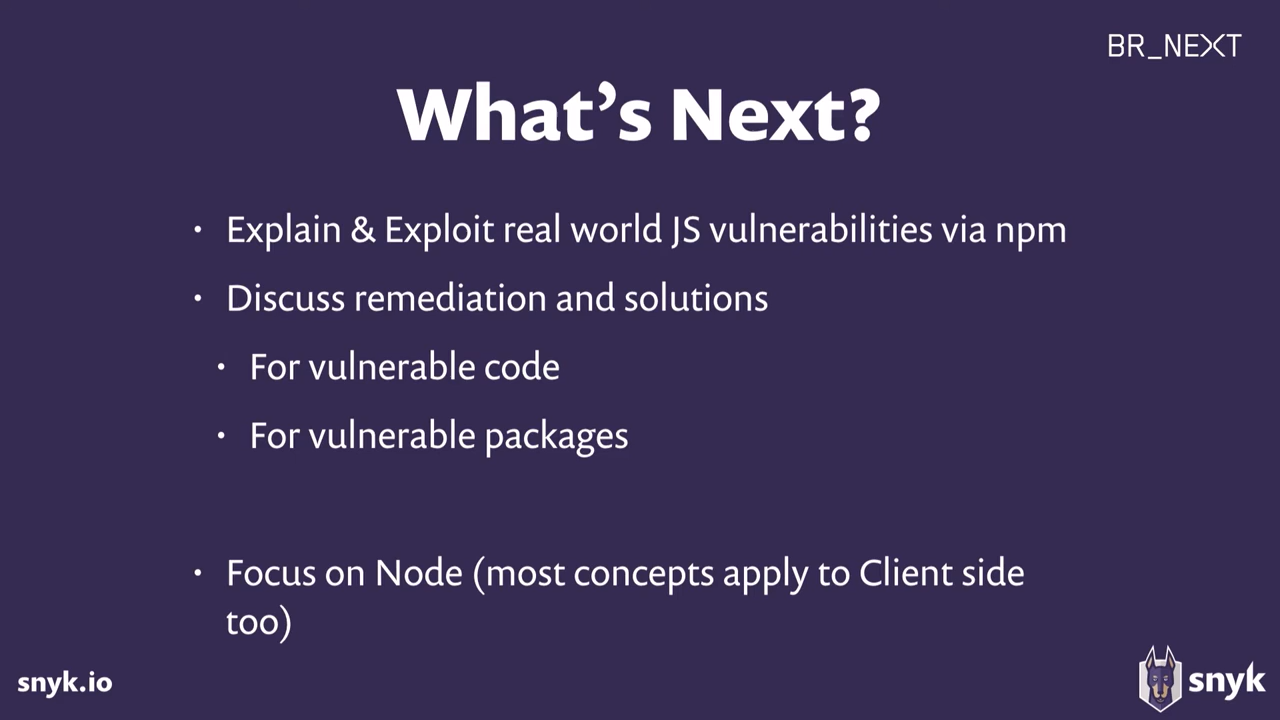 BR_NEXT
What's Next?
• Explain & Exploit real world JS vulnerabilities via npm
• Discuss remediation and solutions
• For vulnerable code
• For vulnerable packages
• Focus on Node (most concepts apply to Client side
too)
snyk.io
snyk